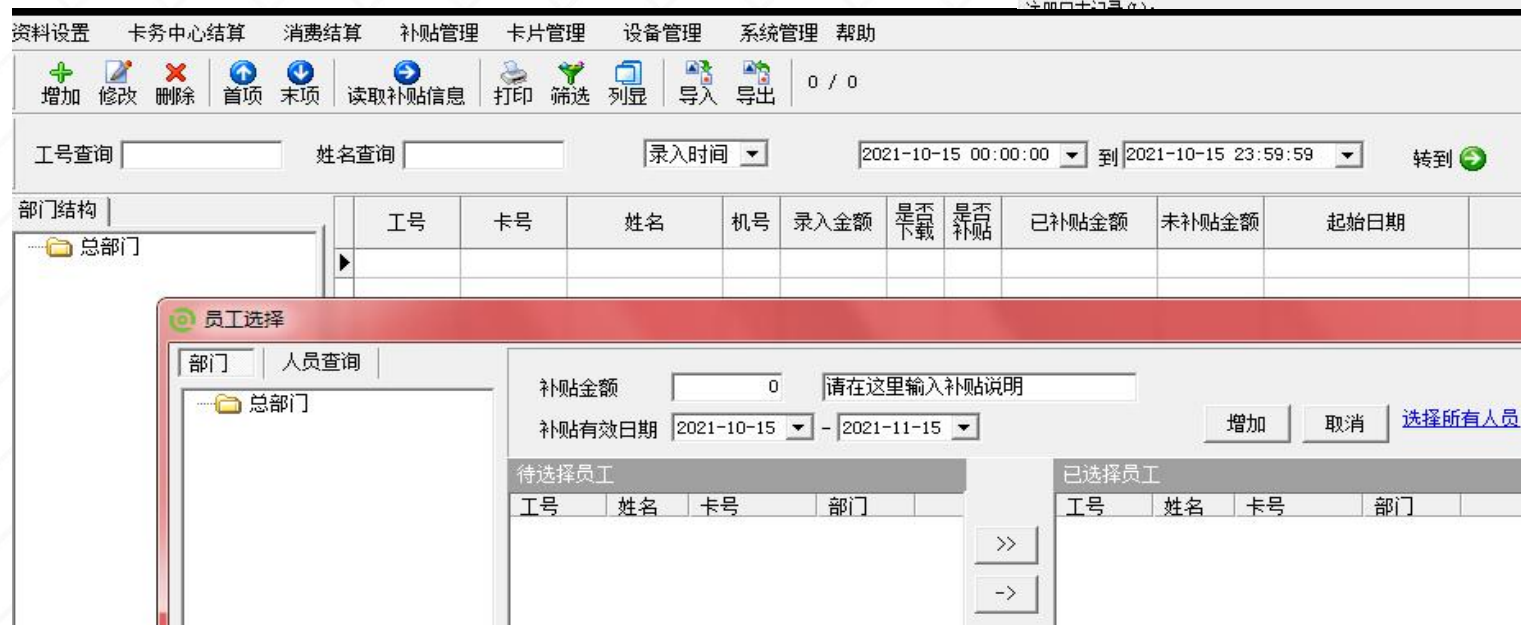 资料设置 卡务中心结算 消费结算 补贴管理 卡片管理 设备管理 系统管理 帮助
增加 修改 删除 首项 末项 读取补贴信息 打印 筛选 列显 导入 导出 0 / 0
工号查询 姓名查询 录入时间 2021-10-15 00:00:00 到 2021-10-15 23:59:59 转到
部门结构 工号 卡号 姓名 机号 录入金额 是否下载 是否补贴 已补贴金额 未补贴金额 起始日期
总部门
员工选择
部门 人员查询
总部门
补贴金额 0 请在这里输入补贴说明
补贴有效日期 2021-10-15 - 2021-11-15 增加 取消 选择所有人员
待选择员工 已选择员工
工号 姓名 卡号 部门 工号 姓名 卡号 部门
>>
->